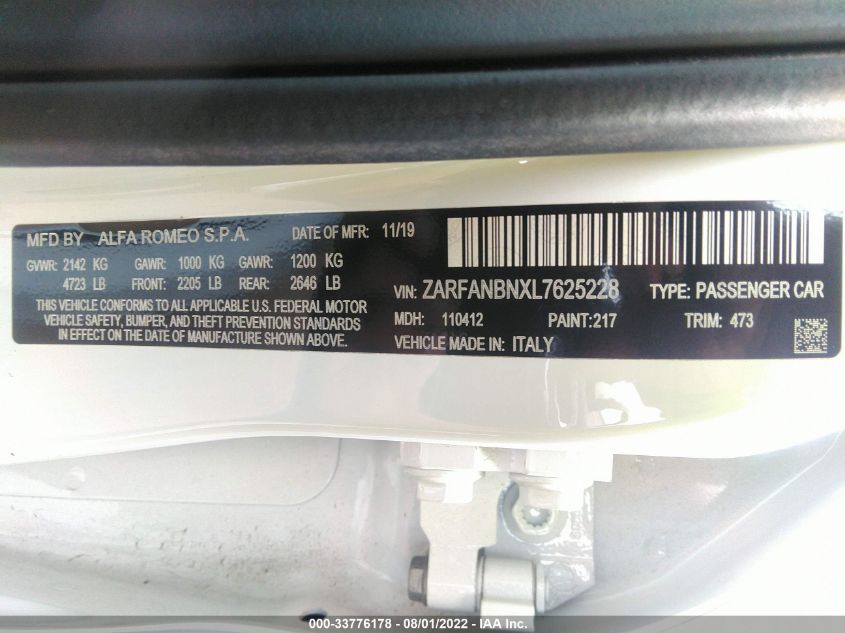 MFD BY ALFA ROMEO S.P.A. DATE OF MFR: 11/19
GVWR: 2142 KG GAWR: 1000 KG GAWR: 1200 KG
4723 LB FRONT: 2205 LB REAR: 2646 LB
THIS VEHICLE CONFORMS TO ALL APPLICABLE U.S. FEDERAL MOTOR
VEHICLE SAFETY, BUMPER, AND THEFT PREVENTION STANDARDS
IN EFFECT ON THE DATE OF MANUFACTURE SHOWN ABOVE.
VIN: ZARFANBNXL7625228 TYPE: PASSENGER CAR
MDH: 110412 PAINT:217 TRIM: 473
VEHICLE MADE IN: ITALY
000-33776178 - 08/01/2022 - IAA Inc.